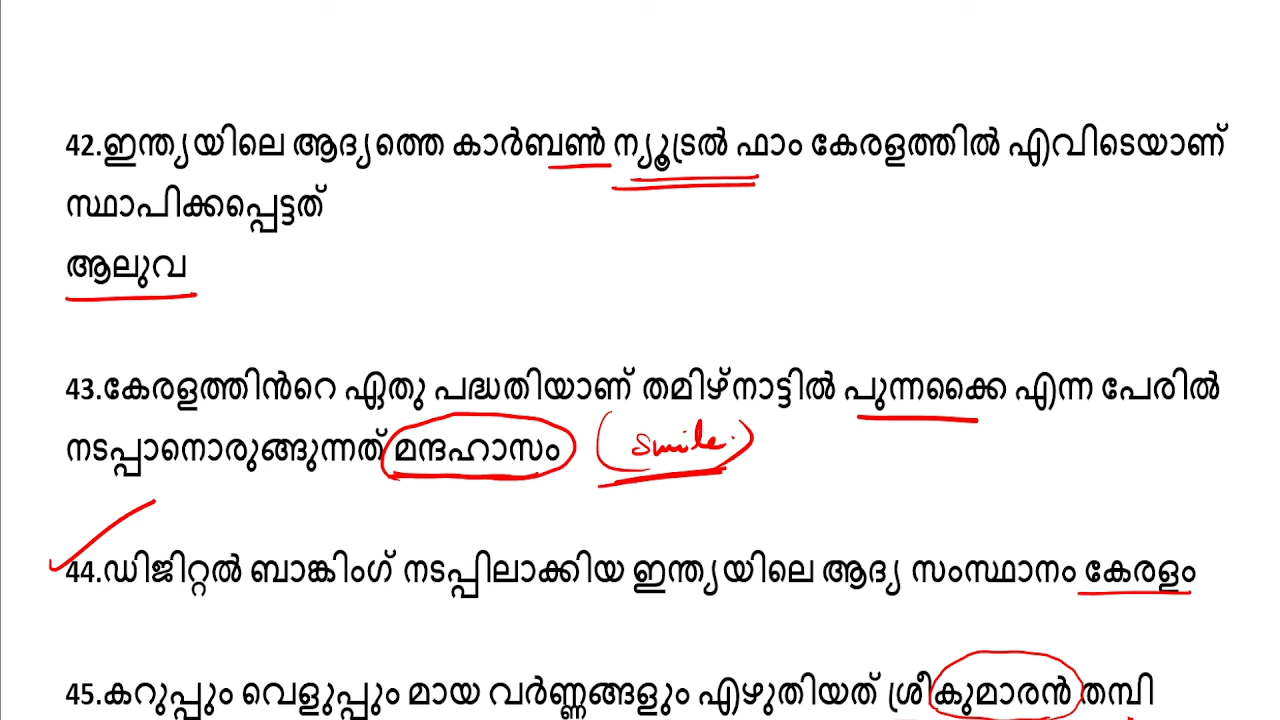 42.ഇന്ത്യയിലെ ആദ്യത്തെ കാർബൺ ന്യൂട്രൽ ഫാം കേരളത്തിൽ എവിടെയാണ്
സ്ഥാപിക്കപ്പെട്ടത്
ആലുവ
43.കേരളത്തിൻറെ ഏതു പദ്ധതിയാണ് തമിഴ്നാട്ടിൽ പുന്നക്കൈ എന്ന പേരിൽ
നടപ്പാനൊരുങ്ങുന്നത് മന്ദഹാസം (smile.)
44.ഡിജിറ്റൽ ബാങ്കിംഗ് നടപ്പിലാക്കിയ ഇന്ത്യയിലെ ആദ്യ സംസ്ഥാനം കേരളം
45.കറുപ്പും വെളുപ്പും മായ വർണ്ണങ്ങളും എഴുതിയത് ശ്രീകുമാരൻ തമ്പി